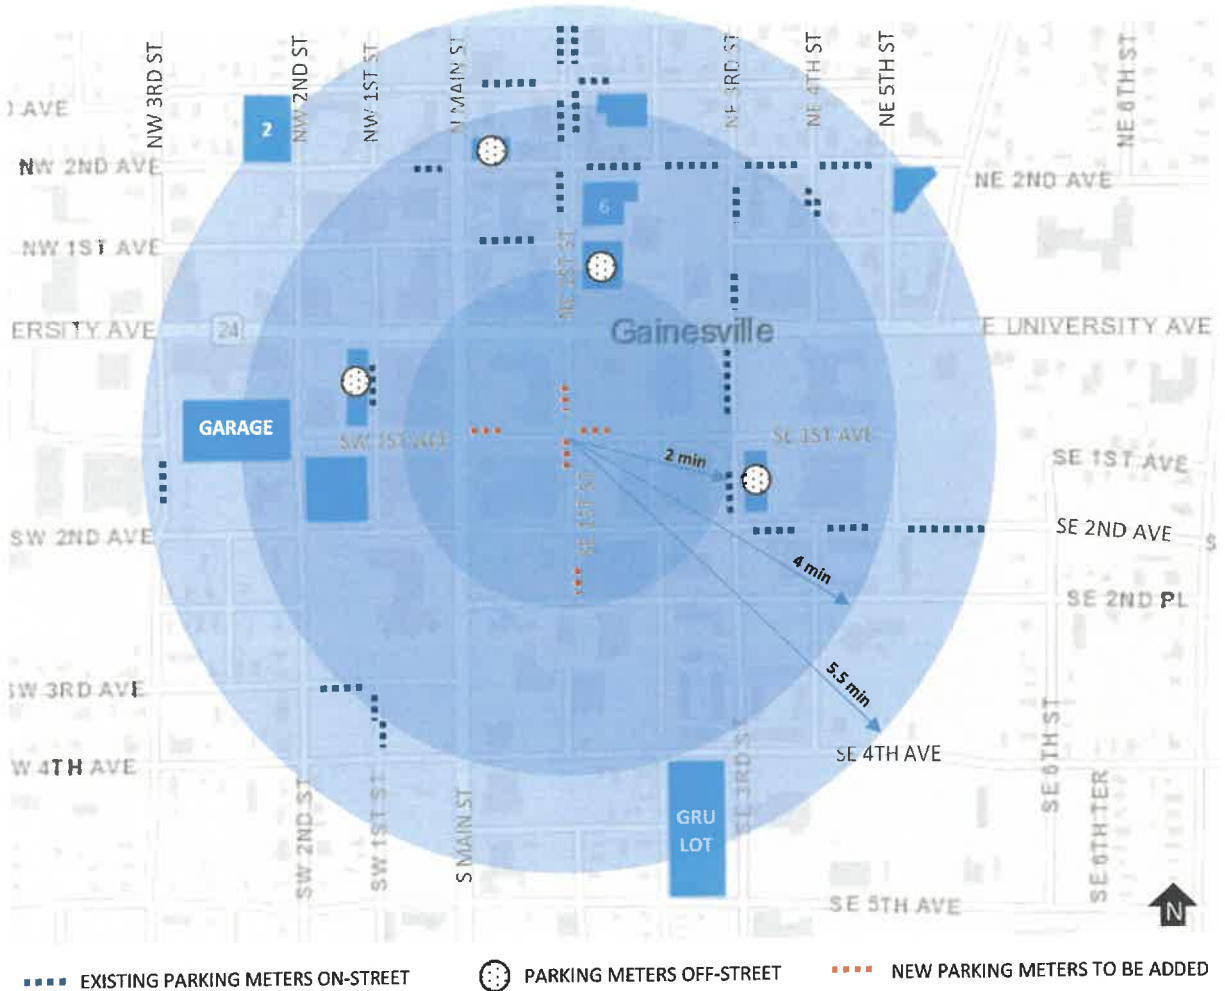 NW 3RD ST
NW 2ND ST
NW 1ST ST
N MAIN ST
NE 3RD ST
NE 4TH ST
NE 5TH ST
NE 6TH ST
AVE
2
NW 2ND AVE
NE 2ND AVE
6
NW 1ST AVE
NE 1ST ST
ERSITY AVE
24
Gainesville
E UNIVERSITY AVE
GARAGE
SW 1ST AVE
SE 1ST AVE
2 min
SE 1ST AVE
SE 1ST ST
SW 2ND AVE
SE 2ND AVE
S
4 min
SE 2ND PL
SW 3RD AVE
5.5 min
SE 4TH AVE
W 4TH AVE
SW 2ND ST
SW 1ST ST
S MAIN ST
GRU
LOT
SE 3RD ST
SE 6TH ST
SE 6TH TER
SE 5TH AVE
N
EXISTING PARKING METERS ON-STREET
PARKING METERS OFF-STREET
NEW PARKING METERS TO BE ADDED